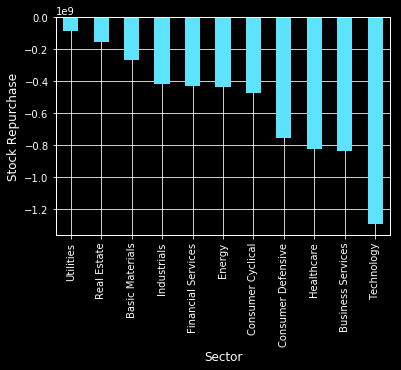 1e9
0.0
−0.2
−0.4
−0.6
−0.8
−1.0
−1.2
Stock Repurchase
Utilities
Real Estate
Basic Materials
Industrials
Financial Services
Energy
Consumer Cyclical
Consumer Defensive
Healthcare
Business Services
Technology
Sector